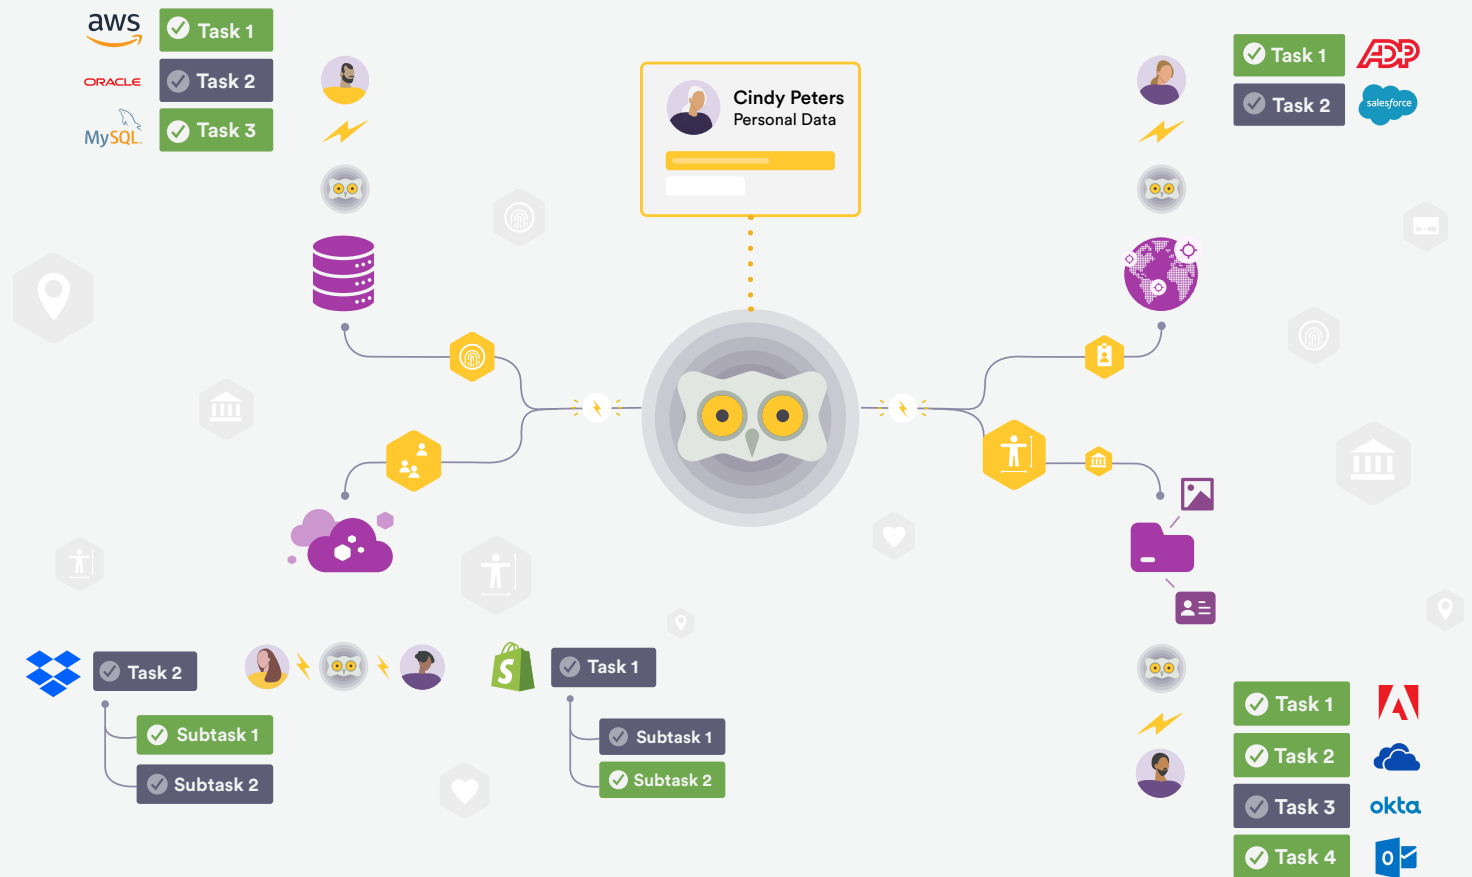 aws
Task 1
ORACLE
Task 2
MySQL
Task 3
Cindy Peters
Personal Data
Task 1
ADP
Task 2
salesforce
Task 2
Subtask 1
Subtask 2
S
Task 1
Subtask 1
Subtask 2
Task 1
Task 2
Task 3
okta
Task 4
O